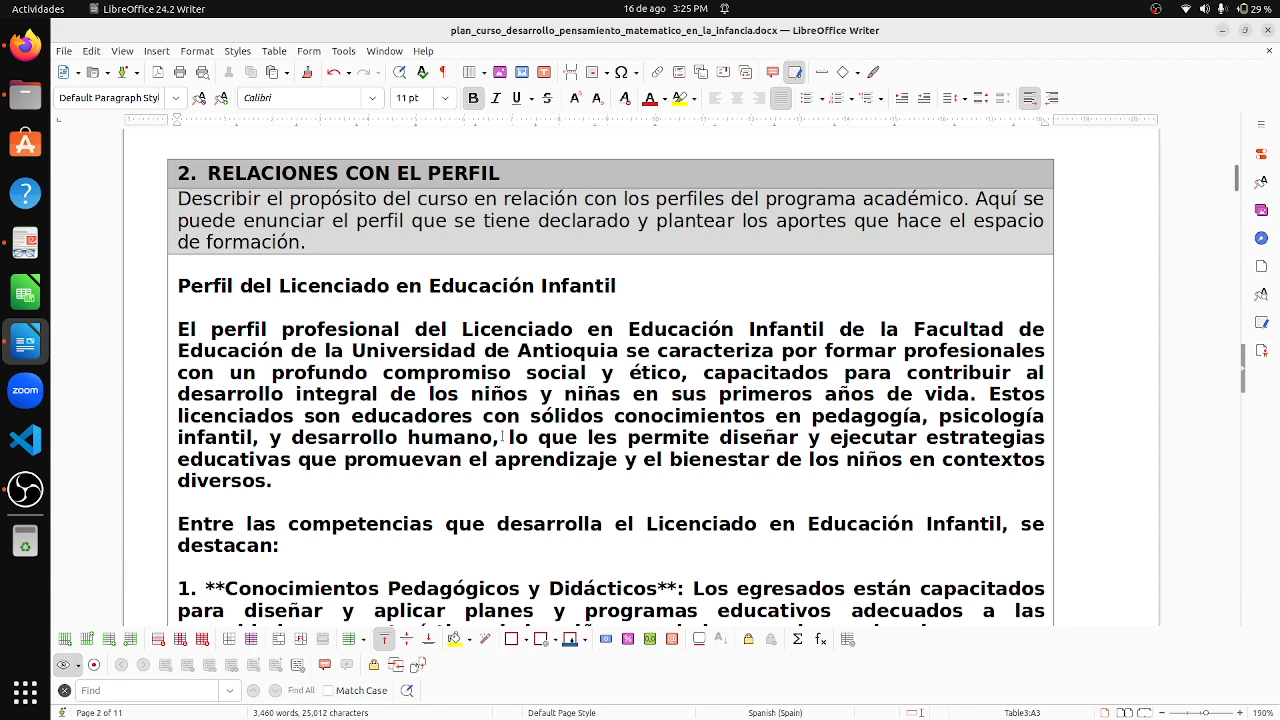 Actividades LibreOffice 24.2 Writer 16 de ago 3:25 PM 29 %
plan_curso_desarrollo_pensamiento_matematico_en_la_infancia.docx — LibreOffice Writer
File Edit View Insert Format Styles Table Form Tools Window Help
Default Paragraph Styl Calibri 11 pt
2. RELACIONES CON EL PERFIL
Describir el propósito del curso en relación con los perfiles del programa académico. Aquí se
puede enunciar el perfil que se tiene declarado y plantear los aportes que hace el espacio
de formación.
Perfil del Licenciado en Educación Infantil
El perfil profesional del Licenciado en Educación Infantil de la Facultad de
Educación de la Universidad de Antioquia se caracteriza por formar profesionales
con un profundo compromiso social y ético, capacitados para contribuir al
desarrollo integral de los niños y niñas en sus primeros años de vida. Estos
licenciados son educadores con sólidos conocimientos en pedagogía, psicología
infantil, y desarrollo humano, lo que les permite diseñar y ejecutar estrategias
educativas que promuevan el aprendizaje y el bienestar de los niños en contextos
diversos.
Entre las competencias que desarrolla el Licenciado en Educación Infantil, se
destacan:
1. **Conocimientos Pedagógicos y Didácticos**: Los egresados están capacitados
para diseñar y aplicar planes y programas educativos adecuados a las
Find Find All Match Case
Page 2 of 11 3,460 words, 25,012 characters Default Page Style Spanish (Spain) Table3:A3 190%